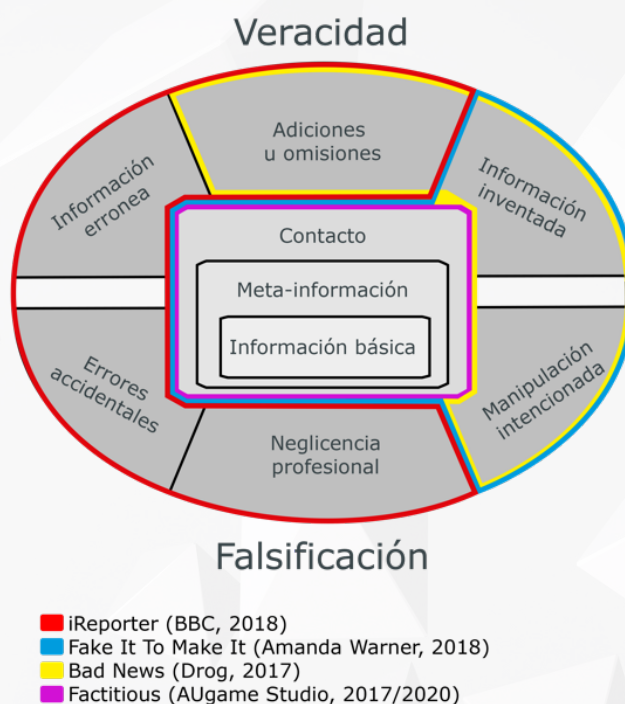 Veracidad
Adiciones
u omisiones
Información
erronea
Información
inventada
Contacto
Meta-información
Información básica
Errores
accidentales
Manipulación
intencionada
Neglicencia
profesional
Falsificación
iReporter (BBC, 2018)
Fake It To Make It (Amanda Warner, 2018)
Bad News (Drog, 2017)
Factitious (AUgame Studio, 2017/2020)